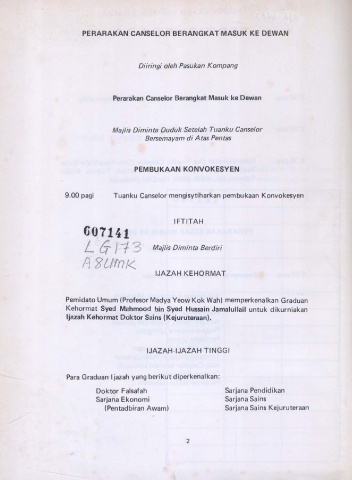 PERARAKAN CANSELOR BERANGKAT MASUK KE DEWAN
Diiringi oleh Pasukan Kompang
Perarakan Canselor Berangkat Masuk ke Dewan
Majlis Diminta Duduk Setelah Tuanku Canselor
Bersemayam di Atas Pentas
PEMBUKAAN KONVOKESYEN
9.00 pagi Tuanku Canselor mengisytiharkan pembukaan Konvokesyen
IFTITAH
G07141
LG173
Majlis Diminta Berdiri
A8UMK
IJAZAH KEHORMAT
Pemidato Umum (Profesor Madya Yeow Kok Wah) memperkenalkan Graduan
Kehormat Syed Mahmood bin Syed Hussain Jamalullail untuk dikurniakan
Ijazah Kehormat Doktor Sains (Kejuruteraan).
IJAZAH-IJAZAH TINGGI
Para Graduan Ijazah yang berikut diperkenalkan:
Doktor Falsafah Sarjana Pendidikan
Sarjana Ekonomi Sarjana Sains
(Pentadbiran Awam) Sarjana Sains Kejuruteraan
2